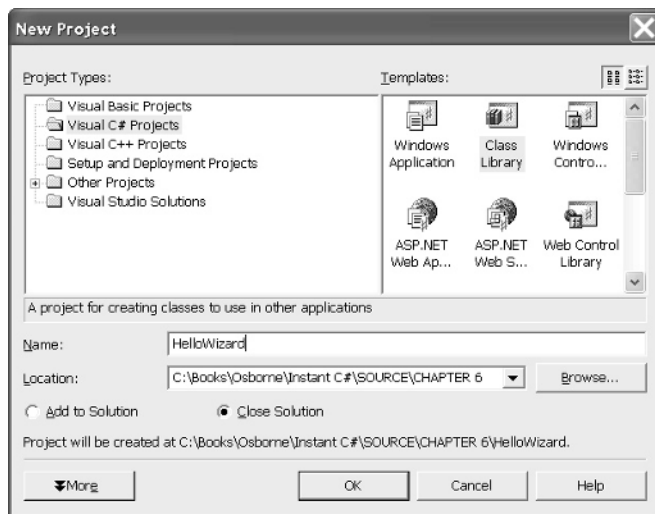 New Project
Project Types:
Templates:
Visual Basic Projects
Visual C# Projects
Visual C++ Projects
Setup and Deployment Projects
Other Projects
Visual Studio Solutions
Windows Application
Class Library
Windows Contro...
ASP.NET Web Ap...
ASP.NET Web S...
Web Control Library
A project for creating classes to use in other applications
Name:
HelloWizard
Location:
C:\Books\Osborne\Instant C#\SOURCE\CHAPTER 6
Browse...
Add to Solution
Close Solution
Project will be created at C:\Books\Osborne\Instant C#\SOURCE\CHAPTER 6\HelloWizard.
More
OK
Cancel
Help